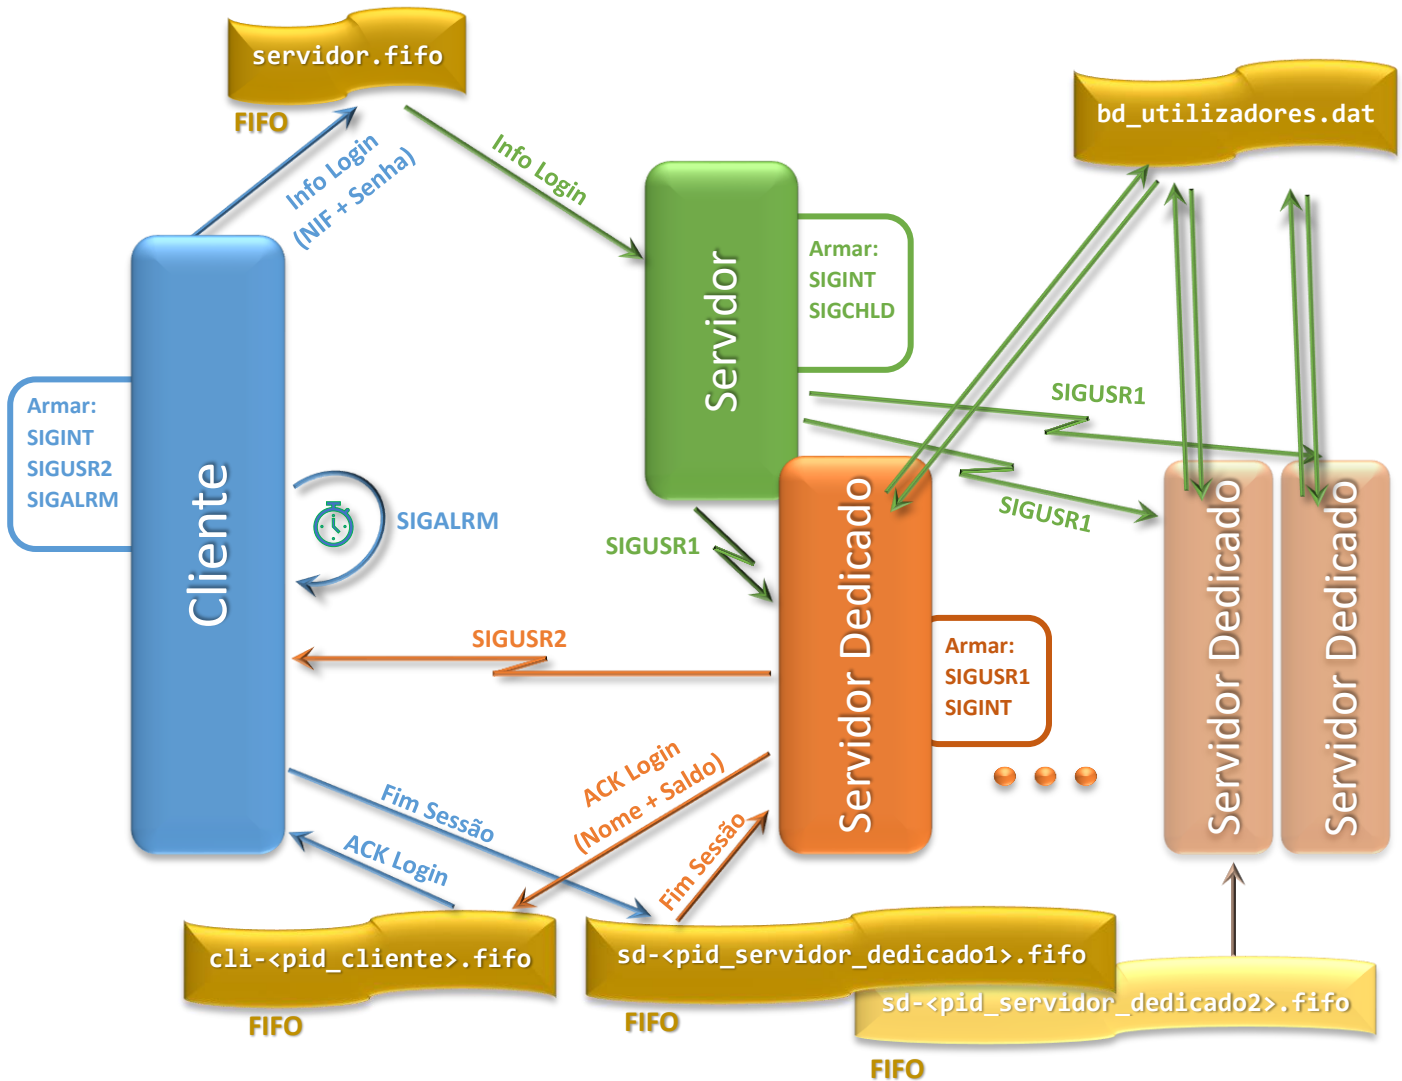 servidor.fifo
FIFO
bd_utilizadores.dat
Info Login
(NIF + Senha)
Info Login
Servidor
Armar:
SIGINT
SIGCHLD
Armar:
SIGINT
SIGUSR2
SIGALRM
Cliente
SIGALRM
SIGUSR1
SIGUSR1
SIGUSR1
SIGUSR2
Servidor Dedicado
Armar:
SIGUSR1
SIGINT
Servidor Dedicado
Servidor Dedicado
ACK Login
(Nome + Saldo)
Fim Sessão
ACK Login
Fim Sessão
cli-<pid_cliente>.fifo
FIFO
sd-<pid_servidor_dedicado1>.fifo
FIFO
sd-<pid_servidor_dedicado2>.fifo
FIFO